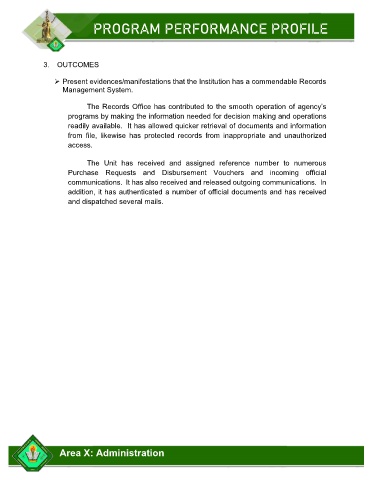 PROGRAM PERFORMANCE PROFILE
3. OUTCOMES
➢ Present evidences/manifestations that the Institution has a commendable Records
Management System.
The Records Office has contributed to the smooth operation of agency's
programs by making the information needed for decision making and operations
readily available. It has allowed quicker retrieval of documents and information
from file, likewise has protected records from inappropriate and unauthorized
access.
The Unit has received and assigned reference number to numerous
Purchase Requests and Disbursement Vouchers and incoming official
communications. It has also received and released outgoing communications. In
addition, it has authenticated a number of official documents and has received
and dispatched several mails.
Area X: Administration